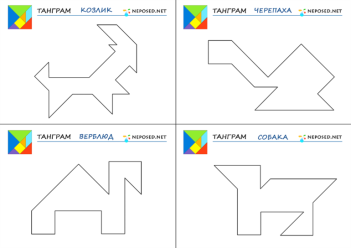 ТАНГРАМ КОЗЛИК NEPOSED.NET
ТАНГРАМ ЧЕРЕПАХА NEPOSED.NET
ТАНГРАМ ВЕРБЛЮД NEPOSED.NET
ТАНГРАМ СОБАКА NEPOSED.NET